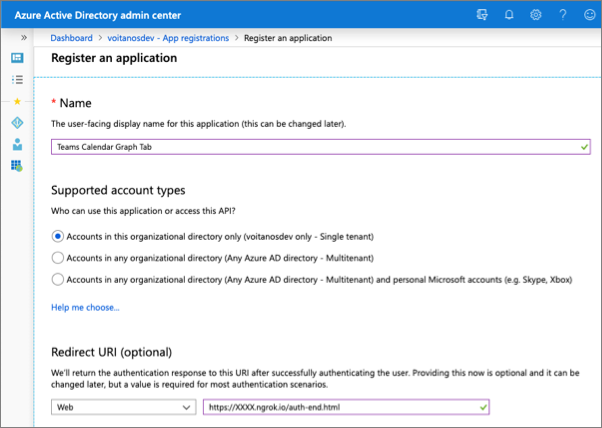 Azure Active Directory admin center
Dashboard > voitanosdev - App registrations > Register an application
Register an application
* Name
The user-facing display name for this application (this can be changed later).
Teams Calendar Graph Tab
Supported account types
Who can use this application or access this API?
Accounts in this organizational directory only (voitanosdev only - Single tenant)
Accounts in any organizational directory (Any Azure AD directory - Multitenant)
Accounts in any organizational directory (Any Azure AD directory - Multitenant) and personal Microsoft accounts (e.g. Skype, Xbox)
Help me choose...
Redirect URI (optional)
We'll return the authentication response to this URI after successfully authenticating the user. Providing this now is optional and it can be
changed later, but a value is required for most authentication scenarios.
Web https://XXXX.ngrok.io/auth-end.html